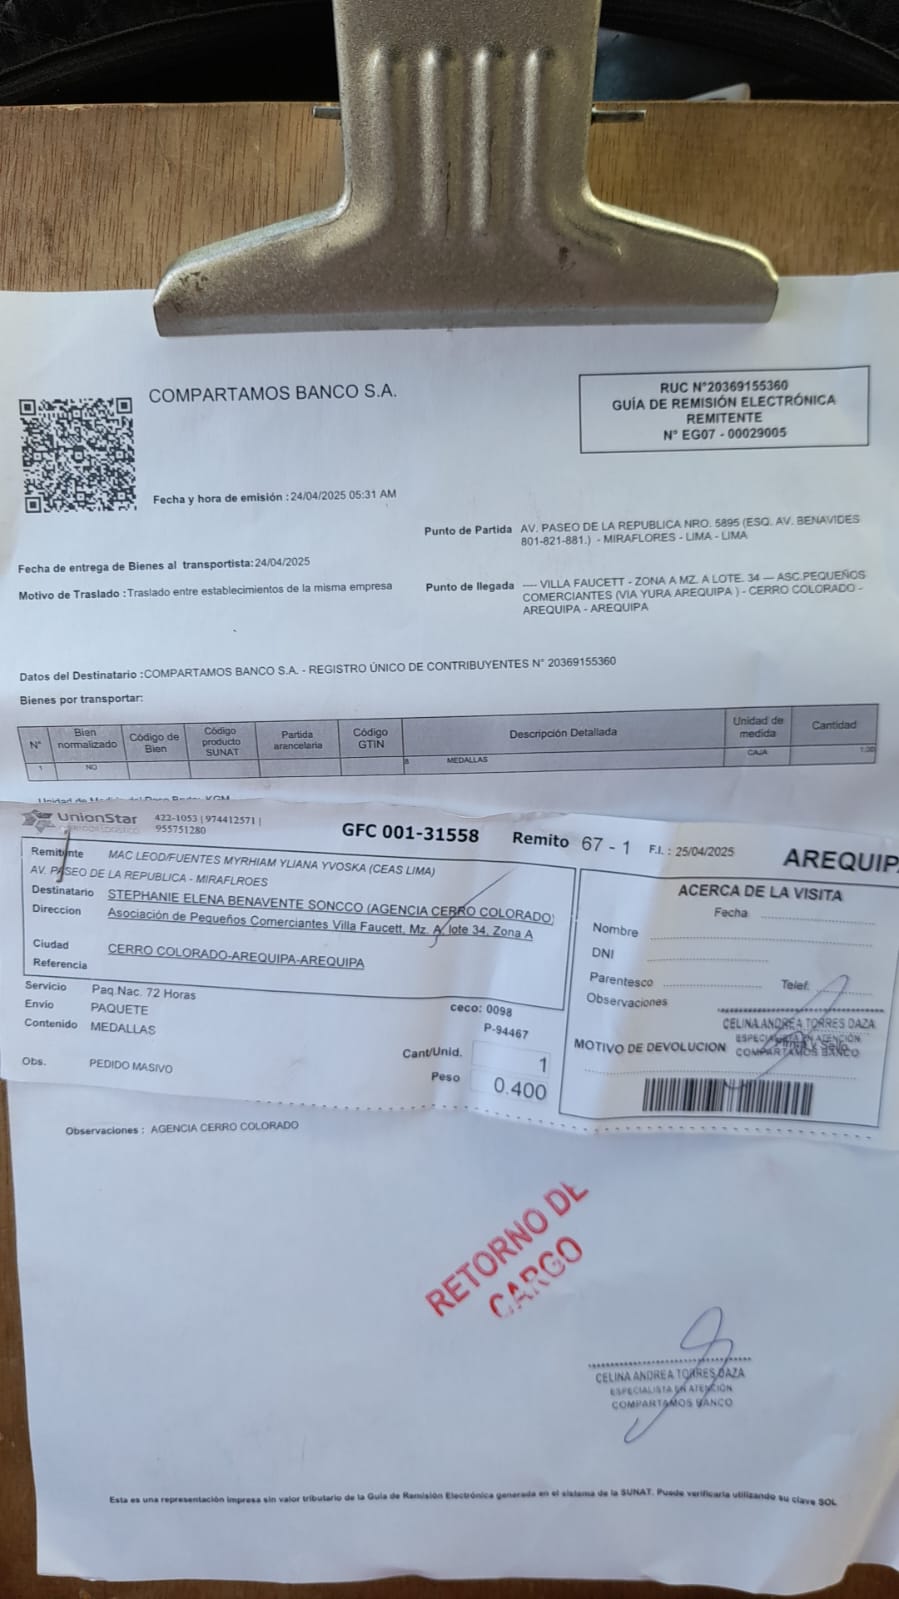 COMPARTAMOS BANCO S.A.
RUC N°20369155360
GUÍA DE REMISIÓN ELECTRÓNICA
REMITENTE
N° EG07 - 00029005
Fecha y hora de emisión : 24/04/2025 05:31 AM
Punto de Partida AV. PASEO DE LA REPUBLICA NRO. 5895 (ESQ. AV. BENAVIDES
801-821-881.) - MIRAFLORES - LIMA - LIMA
Fecha de entrega de Bienes al transportista:24/04/2025
Motivo de Traslado :Traslado entre establecimientos de la misma empresa
Punto de llegada ---- VILLA FAUCETT - ZONA A MZ. A LOTE. 34 --- ASC.PEQUEÑOS
COMERCIANTES (VIA YURA AREQUIPA ) - CERRO COLORADO -
AREQUIPA - AREQUIPA
Datos del Destinatario :COMPARTAMOS BANCO S.A. - REGISTRO ÚNICO DE CONTRIBUYENTES N° 20369155360
Bienes por transportar:
N° Bien normalizado Código de Bien Código producto SUNAT Partida arancelaria Código GTIN Descripción Detallada Unidad de medida Cantidad
1 NO 8 MEDALLAS CAJA 1.00
UnionStar 422-1053 | 974412571 |
955751280
GFC 001-31558 Remito 67 - 1 F.I. : 25/04/2025 AREQUIP
Remitente MAC LEOD/FUENTES MYRHIAM YLIANA YVOSKA (CEAS LIMA)
AV. PASEO DE LA REPUBLICA - MIRAFLROES
Destinatario STEPHANIE ELENA BENAVENTE SONCCO (AGENCIA CERRO COLORADO)
Direccion Asociación de Pequeños Comerciantes Villa Faucett, Mz. A, lote 34, Zona A
Ciudad CERRO COLORADO-AREQUIPA-AREQUIPA
Referencia
Servicio Paq Nac. 72 Horas
Envio PAQUETE
Contenido MEDALLAS
Obs. PEDIDO MASIVO
ceco: 0098
P-94467
Cant/Unid. 1
Peso 0.400
ACERCA DE LA VISITA
Fecha
Nombre
DNI
Parentesco Telef.
Observaciones
CELINA ANDREA TORRES DAZA
ESPECIALISTA EN ATENCIÓN
COMPARTAMOS BANCO
MOTIVO DE DEVOLUCION
Observaciones : AGENCIA CERRO COLORADO
RETORNO DE
CARGO
CELINA ANDREA TORRES DAZA
ESPECIALISTA EN ATENCIÓN
COMPARTAMOS BANCO
Esta es una representación impresa sin valor tributario de la Guía de Remisión Electrónica generada en el sistema de la SUNAT. Puede verificarla utilizando su clave SOL